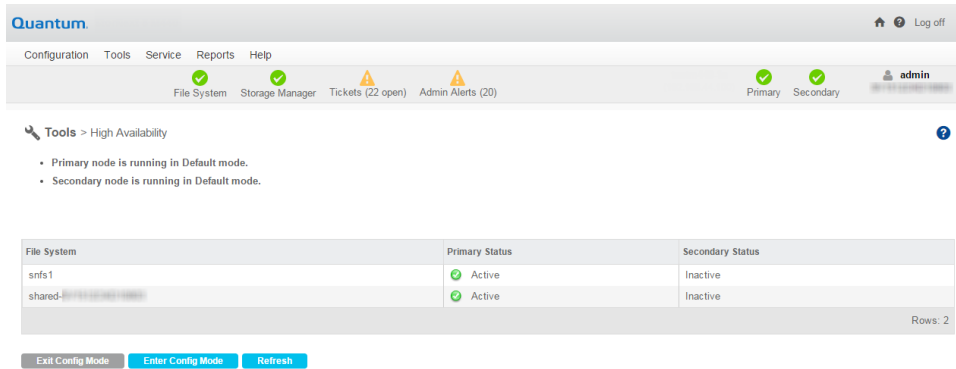 Quantum.
Log off
Configuration Tools Service Reports Help
File System Storage Manager Tickets (22 open) Admin Alerts (20) Primary Secondary admin
Tools > High Availability
• Primary node is running in Default mode.
• Secondary node is running in Default mode.
File System Primary Status Secondary Status
snfs1 Active Inactive
shared- Active Inactive
Rows: 2
Exit Config Mode Enter Config Mode Refresh